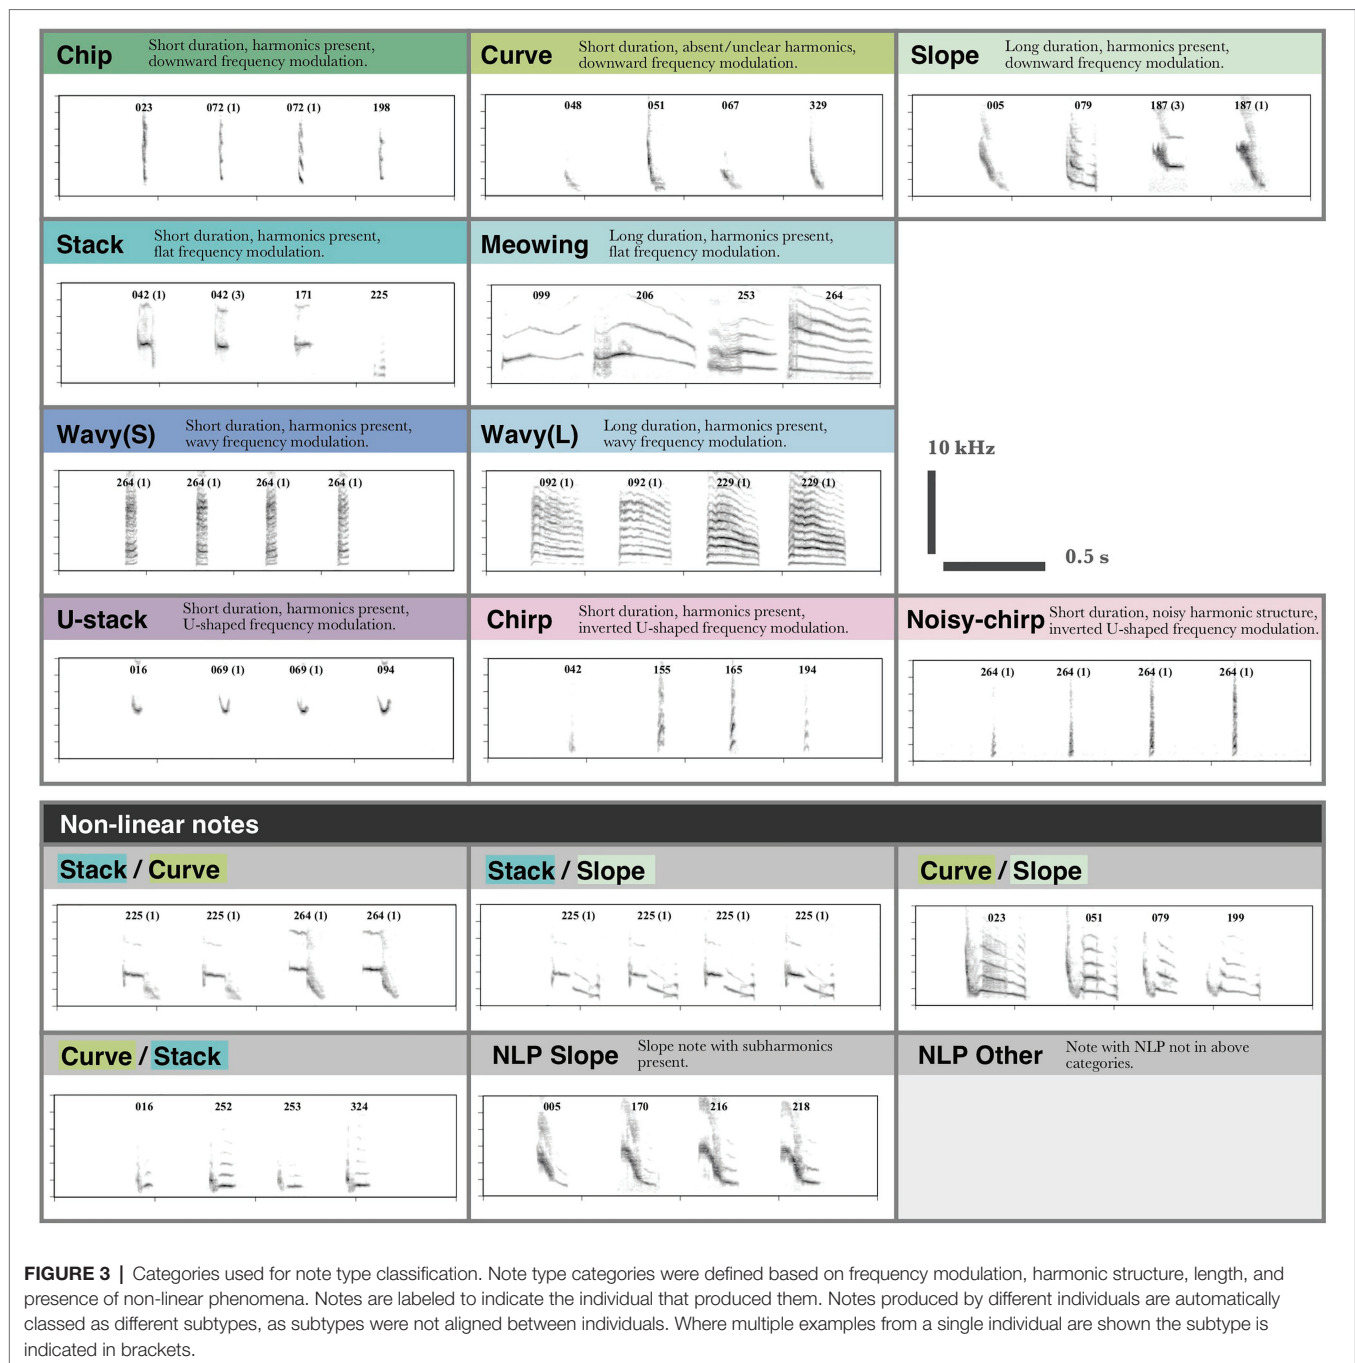 Chip
Short duration, harmonics present,
downward frequency modulation.
023 072 (1) 072 (1) 198
Curve
Short duration, absent/unclear harmonics,
downward frequency modulation.
048 051 067 329
Slope
Long duration, harmonics present,
downward frequency modulation.
005 079 187 (3) 187 (1)
Stack
Short duration, harmonics present,
flat frequency modulation.
042 (1) 042 (3) 171 225
Meowing
Long duration, harmonics present,
flat frequency modulation.
099 206 253 264
Wavy(S)
Short duration, harmonics present,
wavy frequency modulation.
264 (1) 264 (1) 264 (1) 264 (1)
Wavy(L)
Long duration, harmonics present,
wavy frequency modulation.
092 (1) 092 (1) 229 (1) 229 (1)
10 kHz
0.5 s
U-stack
Short duration, harmonics present,
U-shaped frequency modulation.
016 069 (1) 069 (1) 094
Chirp
Short duration, harmonics present,
inverted U-shaped frequency modulation.
042 155 165 194
Noisy-chirp
Short duration, noisy harmonic structure,
inverted U-shaped frequency modulation.
264 (1) 264 (1) 264 (1) 264 (1)
Non-linear notes
Stack / Curve
225 (1) 225 (1) 264 (1) 264 (1)
Stack / Slope
225 (1) 225 (1) 225 (1) 225 (1)
Curve / Slope
023 051 079 199
Curve / Stack
016 252 253 324
NLP Slope
Slope note with subharmonics
present.
005 170 216 218
NLP Other
Note with NLP not in above
categories.
FIGURE 3 | Categories used for note type classification. Note type categories were defined based on frequency modulation, harmonic structure, length, and
presence of non-linear phenomena. Notes are labeled to indicate the individual that produced them. Notes produced by different individuals are automatically
classed as different subtypes, as subtypes were not aligned between individuals. Where multiple examples from a single individual are shown the subtype is
indicated in brackets.